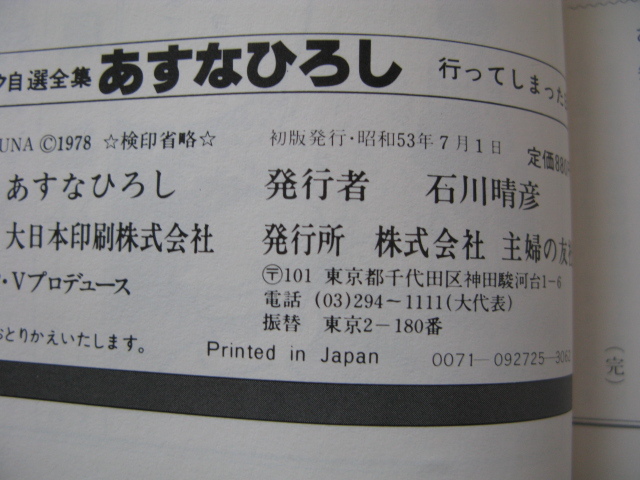 ク自選全集 あすなひろし 行ってしまった
UNA ©1978 ☆検印省略☆ 初版発行・昭和53年7月1日
定価880
あすなひろし 発行者 石川晴彦
大日本印刷株式会社 発行所 株式会社 主婦の友社
・Vプロデュース 〒101 東京都千代田区神田駿河台1-6
電話 (03)294〜1111(大代表)
振替 東京2-180番
おとりかえいたします。 Printed in Japan 0071—092725—3062
(完)